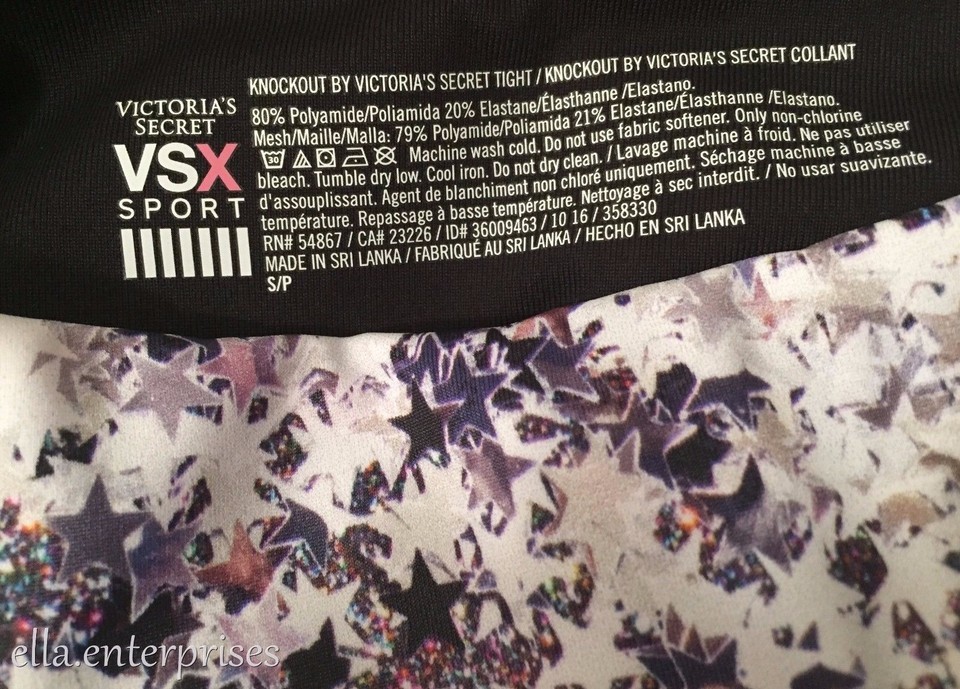 KNOCKOUT BY VICTORIA'S SECRET TIGHT / KNOCKOUT BY VICTORIA'S SECRET COLLANT
VICTORIA'S
SECRET
VSX
SPORT
80% Polyamide/Poliamida 20% Elastane/Élasthanne /Elastano.
Mesh/Maille/Malla: 79% Polyamide/Poliamida 21% Elastane/Élasthanne /Elastano.
30 Machine wash cold. Do not use fabric softener. Only non-chlorine
bleach. Tumble dry low. Cool iron. Do not dry clean. / Lavage machine à froid. Ne pas utiliser
d'assouplissant. Agent de blanchiment non chloré uniquement. Séchage machine à basse
température. Repassage à basse température. Nettoyage à sec interdit. / No usar suavizante.
RN# 54867 / CA# 23226 / ID# 36009463 / 10 16 / 358330
MADE IN SRI LANKA / FABRIQUÉ AU SRI LANKA / HECHO EN SRI LANKA
S/P
ella.enterprises